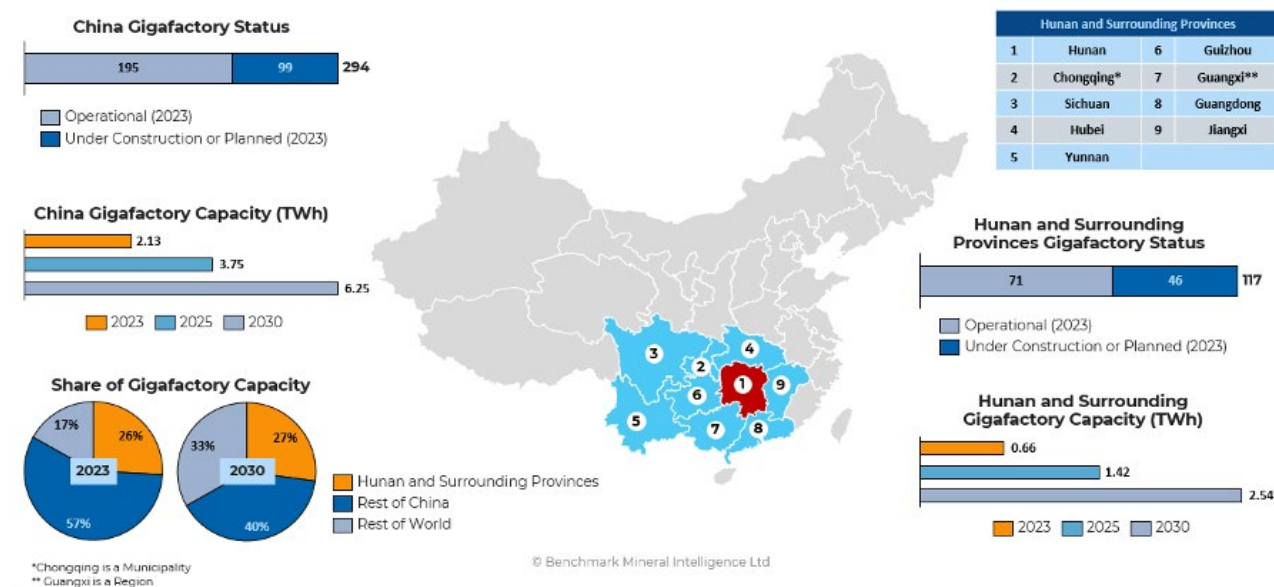 China Gigafactory Status
195 99 294
Operational (2023)
Under Construction or Planned (2023)
China Gigafactory Capacity (TWh)
2.13
3.75
6.25
2023 2025 2030
Share of Gigafactory Capacity
17% 26%
2023
57%
33% 27%
2030
40%
Hunan and Surrounding Provinces
Rest of China
Rest of World
*Chongqing is a Municipality
** Guangxi is a Region
3
4
2
1
9
6
5
7
8
© Benchmark Mineral Intelligence Ltd
Hunan and Surrounding Provinces
1 Hunan 6 Guizhou
2 Chongqing* 7 Guangxi**
3 Sichuan 8 Guangdong
4 Hubei 9 Jiangxi
5 Yunnan
Hunan and Surrounding
Provinces Gigafactory Status
71 46 117
Operational (2023)
Under Construction or Planned (2023)
Hunan and Surrounding
Gigafactory Capacity (TWh)
0.66
1.42
2.54
2023 2025 2030